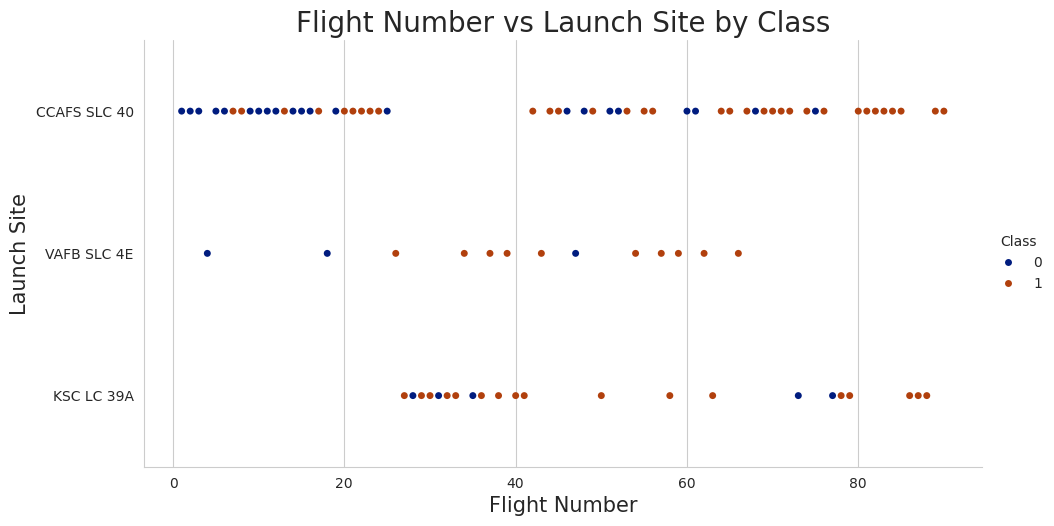 Flight Number vs Launch Site by Class
Launch Site
CCAFS SLC 40
VAFB SLC 4E
KSC LC 39A
0 20 40 60 80
Flight Number
Class
0
1